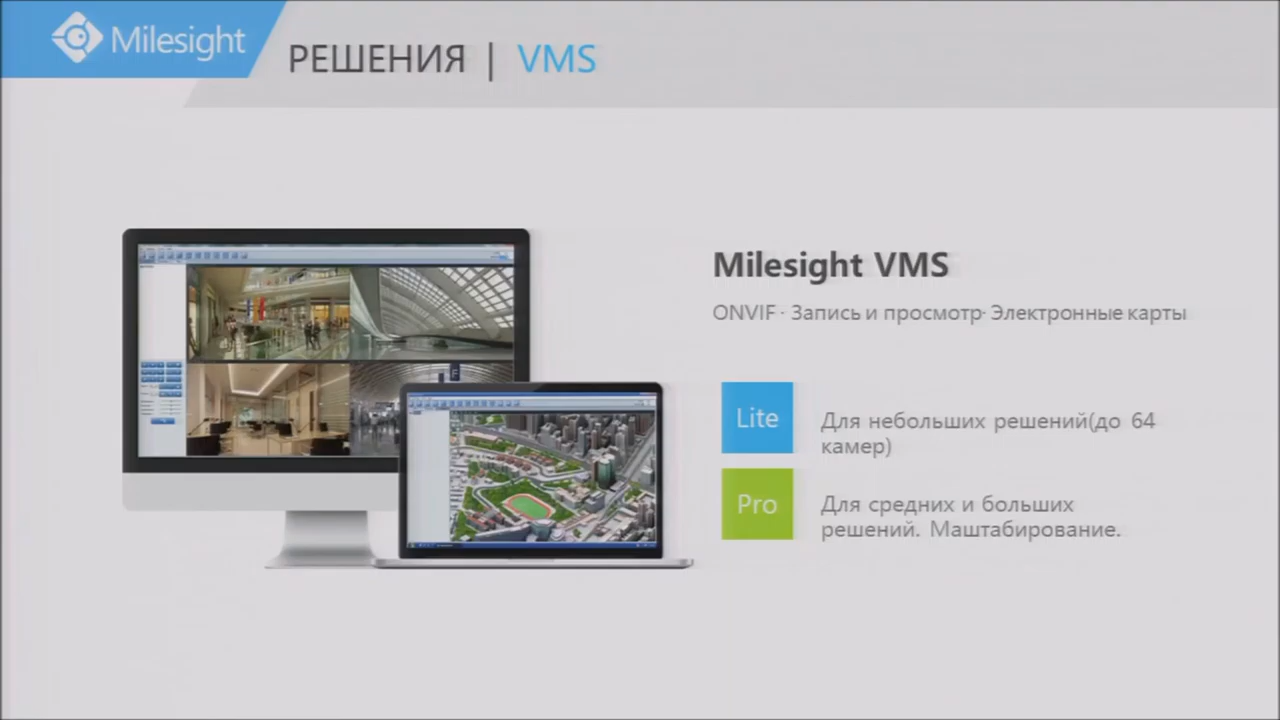 Milesight
РЕШЕНИЯ | VMS
Milesight VMS
ONVIF · Запись и просмотр· Электронные карты
Lite
Для небольших решений(до 64
камер)
Pro
Для средних и больших
решений. Маштабирование.